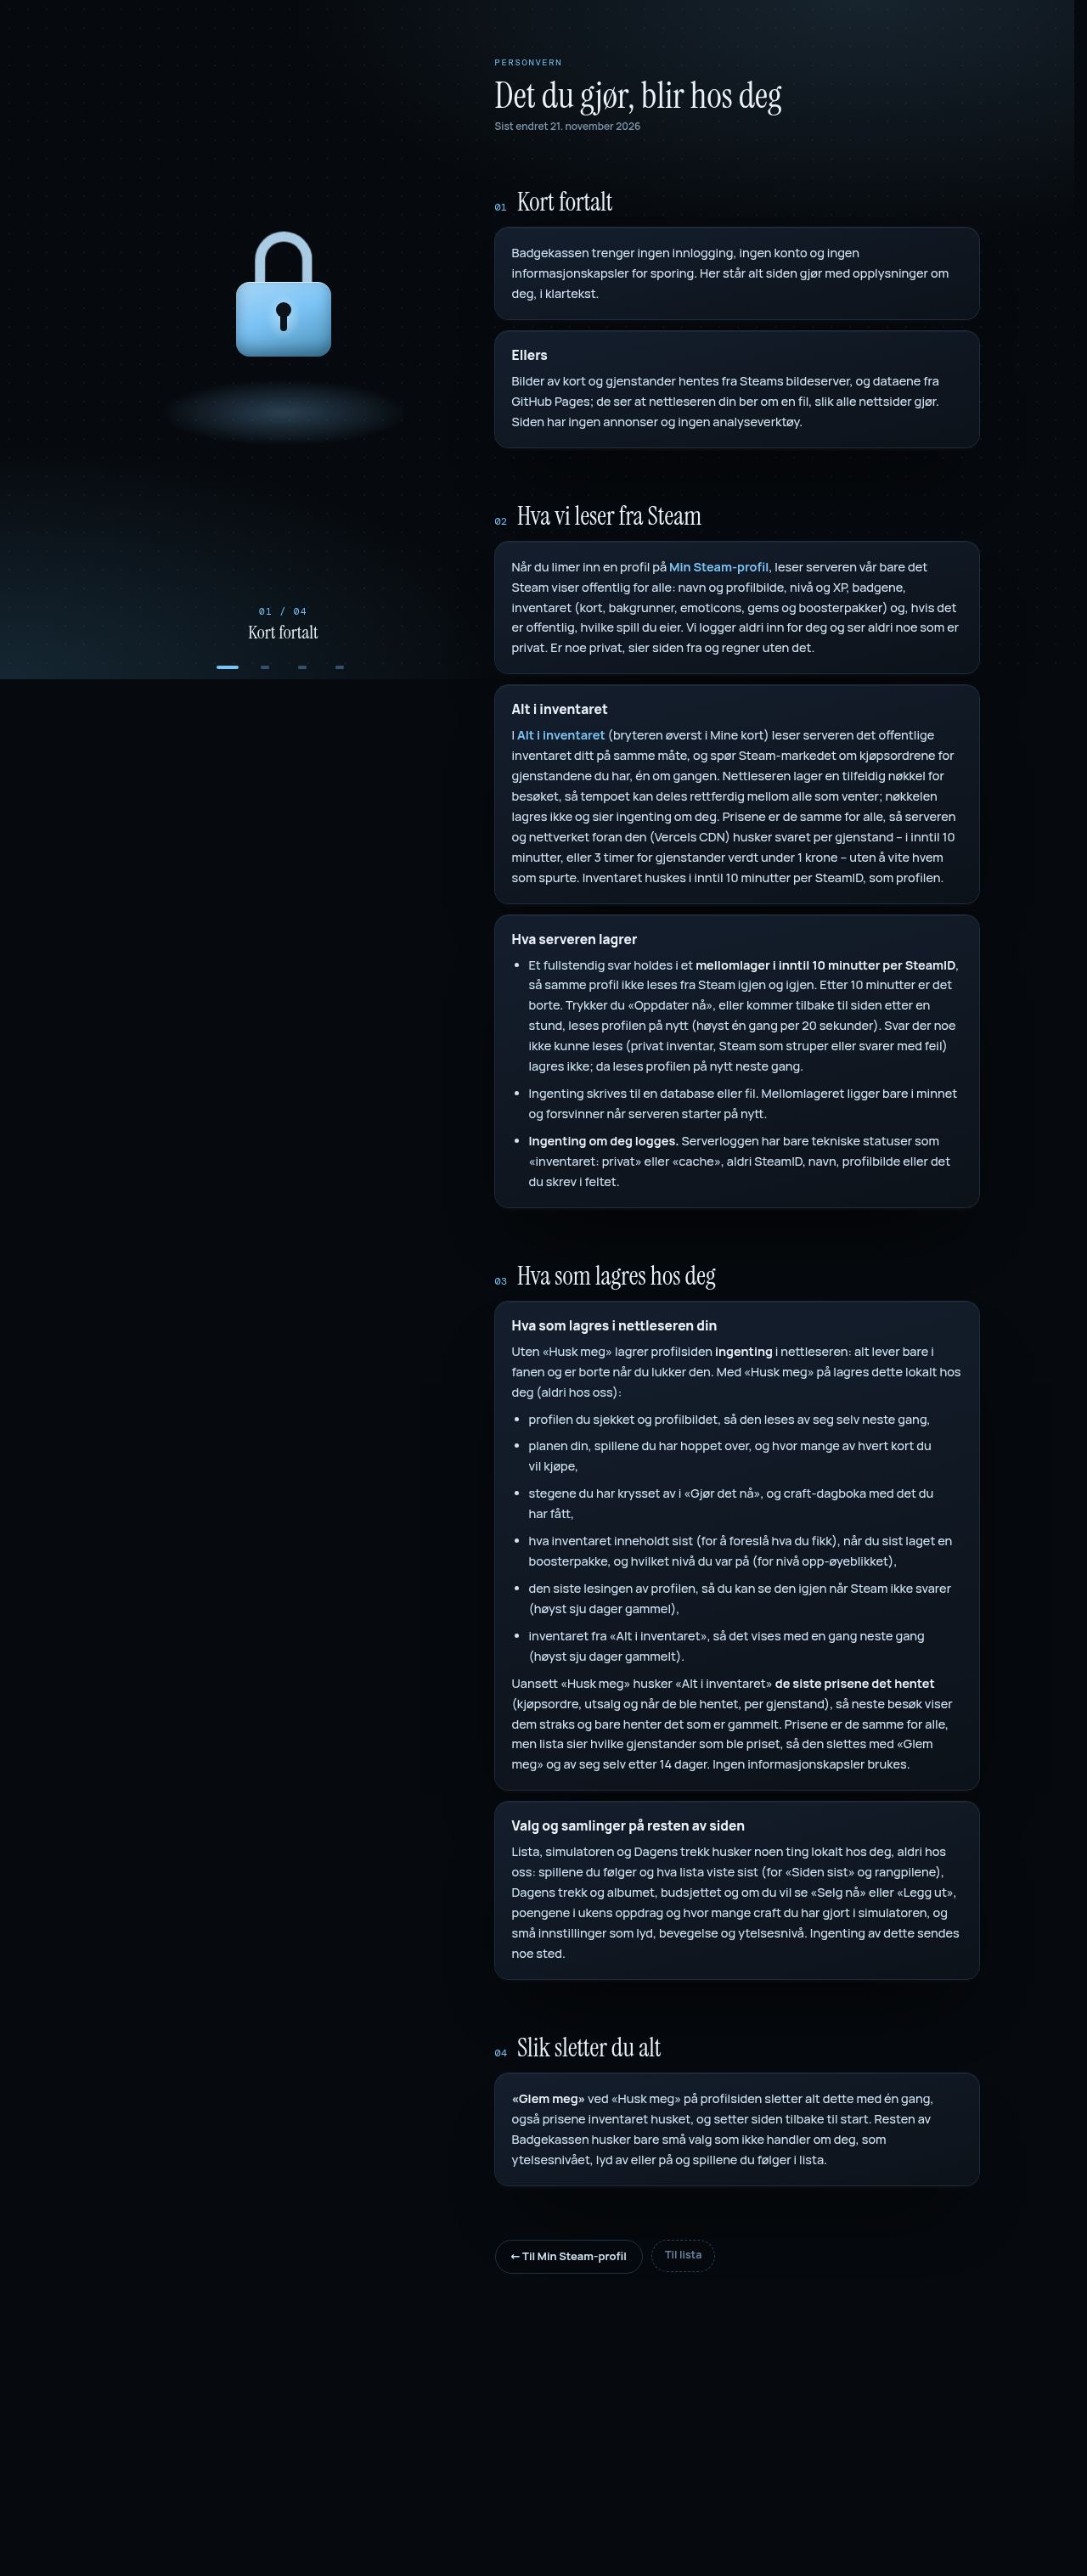 PERSONVERN
Det du gjør, blir hos deg
Sist endret 21. november 2026
01 Kort fortalt
Badgekassen trenger ingen innlogging, ingen konto og ingen
informasjonskapsler for sporing. Her står alt siden gjør med opplysninger om
deg, i klartekst.
Ellers
Bilder av kort og gjenstander hentes fra Steams bildeserver, og dataene fra
GitHub Pages; de ser at nettleseren din ber om en fil, slik alle nettsider gjør.
Siden har ingen annonser og ingen analyseverktøy.
01 / 04
Kort fortalt
02 Hva vi leser fra Steam
Når du limer inn en profil på Min Steam-profil, leser serveren vår bare det
Steam viser offentlig for alle: navn og profilbilde, nivå og XP, badgene,
inventaret (kort, bakgrunner, emoticons, gems og boosterpakker) og, hvis det
er offentlig, hvilke spill du eier. Vi logger aldri inn for deg og ser aldri noe som er
privat. Er noe privat, sier siden fra og regner uten det.
Alt i inventaret
I Alt i inventaret (bryteren øverst i Mine kort) leser serveren det offentlige
inventaret ditt på samme måte, og spør Steam-markedet om kjøpsordrene for
gjenstandene du har, én om gangen. Nettleseren lager en tilfeldig nøkkel for
besøket, så tempoet kan deles rettferdig mellom alle som venter; nøkkelen
lagres ikke og sier ingenting om deg. Prisene er de samme for alle, så serveren
og nettverket foran den (Vercels CDN) husker svaret per gjenstand – i inntil 10
minutter, eller 3 timer for gjenstander verdt under 1 krone – uten å vite hvem
som spurte. Inventaret huskes i inntil 10 minutter per SteamID, som profilen.
Hva serveren lagrer
• Et fullstendig svar holdes i et mellomlager i inntil 10 minutter per SteamID,
så samme profil ikke leses fra Steam igjen og igjen. Etter 10 minutter er det
borte. Trykker du «Oppdater nå», eller kommer tilbake til siden etter en
stund, leses profilen på nytt (høyst én gang per 20 sekunder). Svar der noe
ikke kunne leses (privat inventar, Steam som struper eller svarer med feil)
lagres ikke; da leses profilen på nytt neste gang.
• Ingenting skrives til en database eller fil. Mellomlageret ligger bare i minnet
og forsvinner når serveren starter på nytt.
• Ingenting om deg logges. Serverloggen har bare tekniske statuser som
«inventaret: privat» eller «cache», aldri SteamID, navn, profilbilde eller det
du skrev i feltet.
03 Hva som lagres hos deg
Hva som lagres i nettleseren din
Uten «Husk meg» lagrer profilsiden ingenting i nettleseren: alt lever bare i
fanen og er borte når du lukker den. Med «Husk meg» på lagres dette lokalt hos
deg (aldri hos oss):
• profilen du sjekket og profilbildet, så den leses av seg selv neste gang,
• planen din, spillene du har hoppet over, og hvor mange av hvert kort du
vil kjøpe,
• stegene du har krysset av i «Gjør det nå», og craft-dagboka med det du
har fått,
• hva inventaret inneholdt sist (for å foreslå hva du fikk), når du sist laget en
boosterpakke, og hvilket nivå du var på (for nivå opp-øyeblikket),
• den siste lesingen av profilen, så du kan se den igjen når Steam ikke svarer
(høyst sju dager gammel),
• inventaret fra «Alt i inventaret», så det vises med en gang neste gang
(høyst sju dager gammelt).
Uansett «Husk meg» husker «Alt i inventaret» de siste prisene det hentet
(kjøpsordre, utsalg og når de ble hentet, per gjenstand), så neste besøk viser
dem straks og bare henter det som er gammelt. Prisene er de samme for alle,
men lista sier hvilke gjenstander som ble priset, så den slettes med «Glem
meg» og av seg selv etter 14 dager. Ingen informasjonskapsler brukes.
Valg og samlinger på resten av siden
Lista, simulatoren og Dagens trekk husker noen ting lokalt hos deg, aldri hos
oss: spillene du følger og hva lista viste sist (for «Siden sist» og rangpilene),
Dagens trekk og albumet, budsjettet og om du vil se «Selg nå» eller «Legg ut»,
poengene i ukens oppdrag og hvor mange craft du har gjort i simulatoren, og
små innstillinger som lyd, bevegelse og ytelsesnivå. Ingenting av dette sendes
noe sted.
04 Slik sletter du alt
«Glem meg» ved «Husk meg» på profilsiden sletter alt dette med én gang,
også prisene inventaret husket, og setter siden tilbake til start. Resten av
Badgekassen husker bare små valg som ikke handler om deg, som
ytelsesnivået, lyd av eller på og spillene du følger i lista.
← Til Min Steam-profil
Til lista